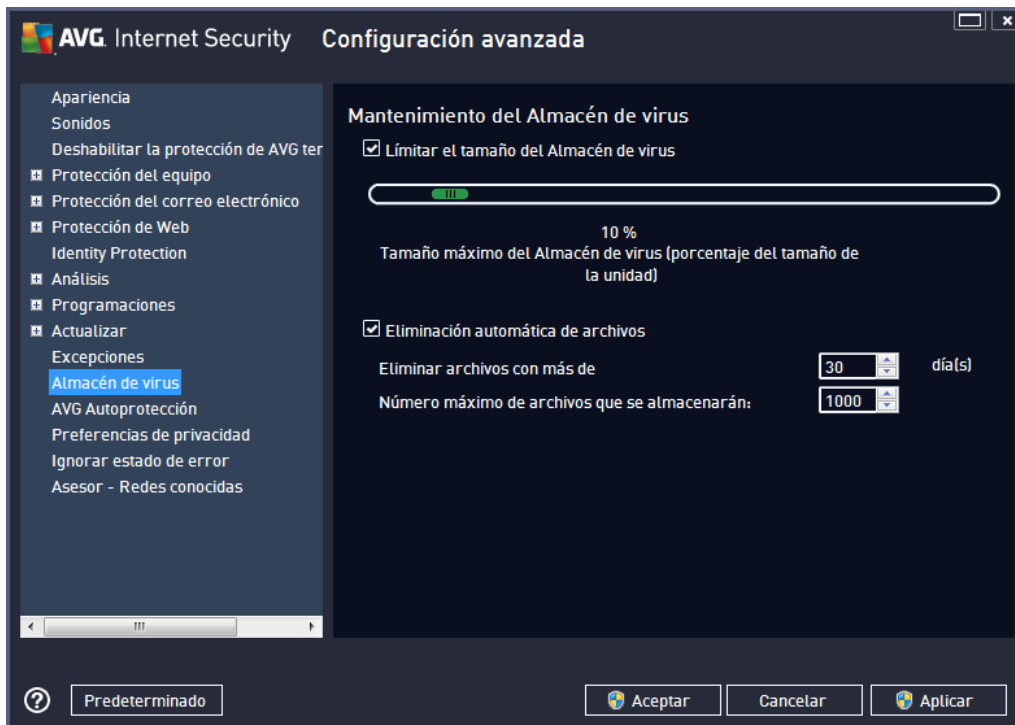 AVG. Internet Security
Configuración avanzada
Apariencia
Sonidos
Deshabilitar la protección de AVG ter
Protección del equipo
Protección del correo electrónico
Protección de Web
Identity Protection
Análisis
Programaciones
Actualizar
Excepciones
Almacén de virus
AVG Autoprotección
Preferencias de privacidad
Ignorar estado de error
Asesor - Redes conocidas
Mantenimiento del Almacén de virus
Límitar el tamaño del Almacén de virus
10 %
Tamaño máximo del Almacén de virus (porcentaje del tamaño de
la unidad)
Eliminación automática de archivos
Eliminar archivos con más de 30 día(s)
Número máximo de archivos que se almacenarán: 1000
? Predeterminado Aceptar Cancelar Aplicar